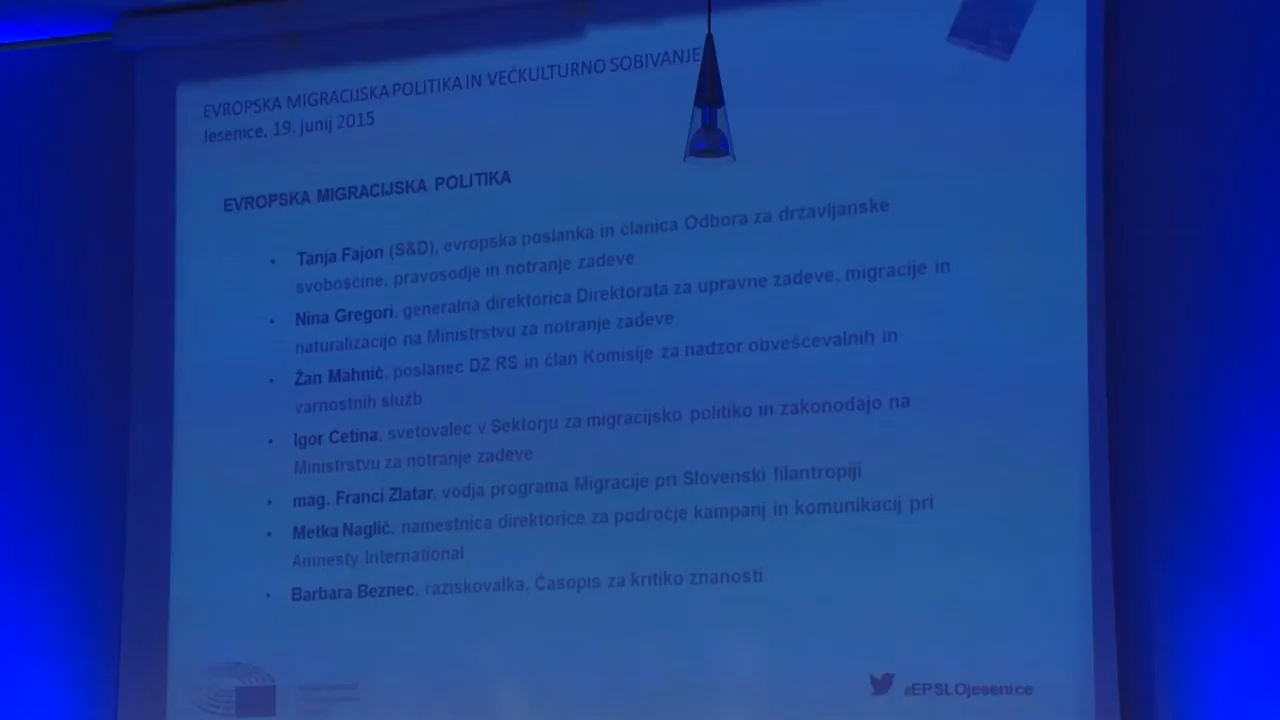 EVROPSKA MIGRACIJSKA POLITIKA IN VEČKULTURNO SOBIVANJE
Jesenice, 19. junij 2015
EVROPSKA MIGRACIJSKA POLITIKA
• Tanja Fajon (S&D), evropska poslanka in članica Odbora za državljanske
svoboščine, pravosodje in notranje zadeve
• Nina Gregori, generalna direktorica Direktorata za upravne zadeve, migracije in
naturalizacijo na Ministrstvu za notranje zadeve
• Žan Mahnič, poslanec DZ RS in član Komisije za nadzor obveščevalnih in
varnostnih služb
• Igor Cetina, svetovalec v Sektorju za migracijsko politiko in zakonodajo na
Ministrstvu za notranje zadeve
• mag. Franci Zlatar, vodja programa Migracije pri Slovenski filantropiji
• Metka Naglič, namestnica direktorice za področje kampanj in komunikacij pri
Amnesty International
• Barbara Beznec, raziskovalka, Časopis za kritiko znanosti
#EPSLOjesenice